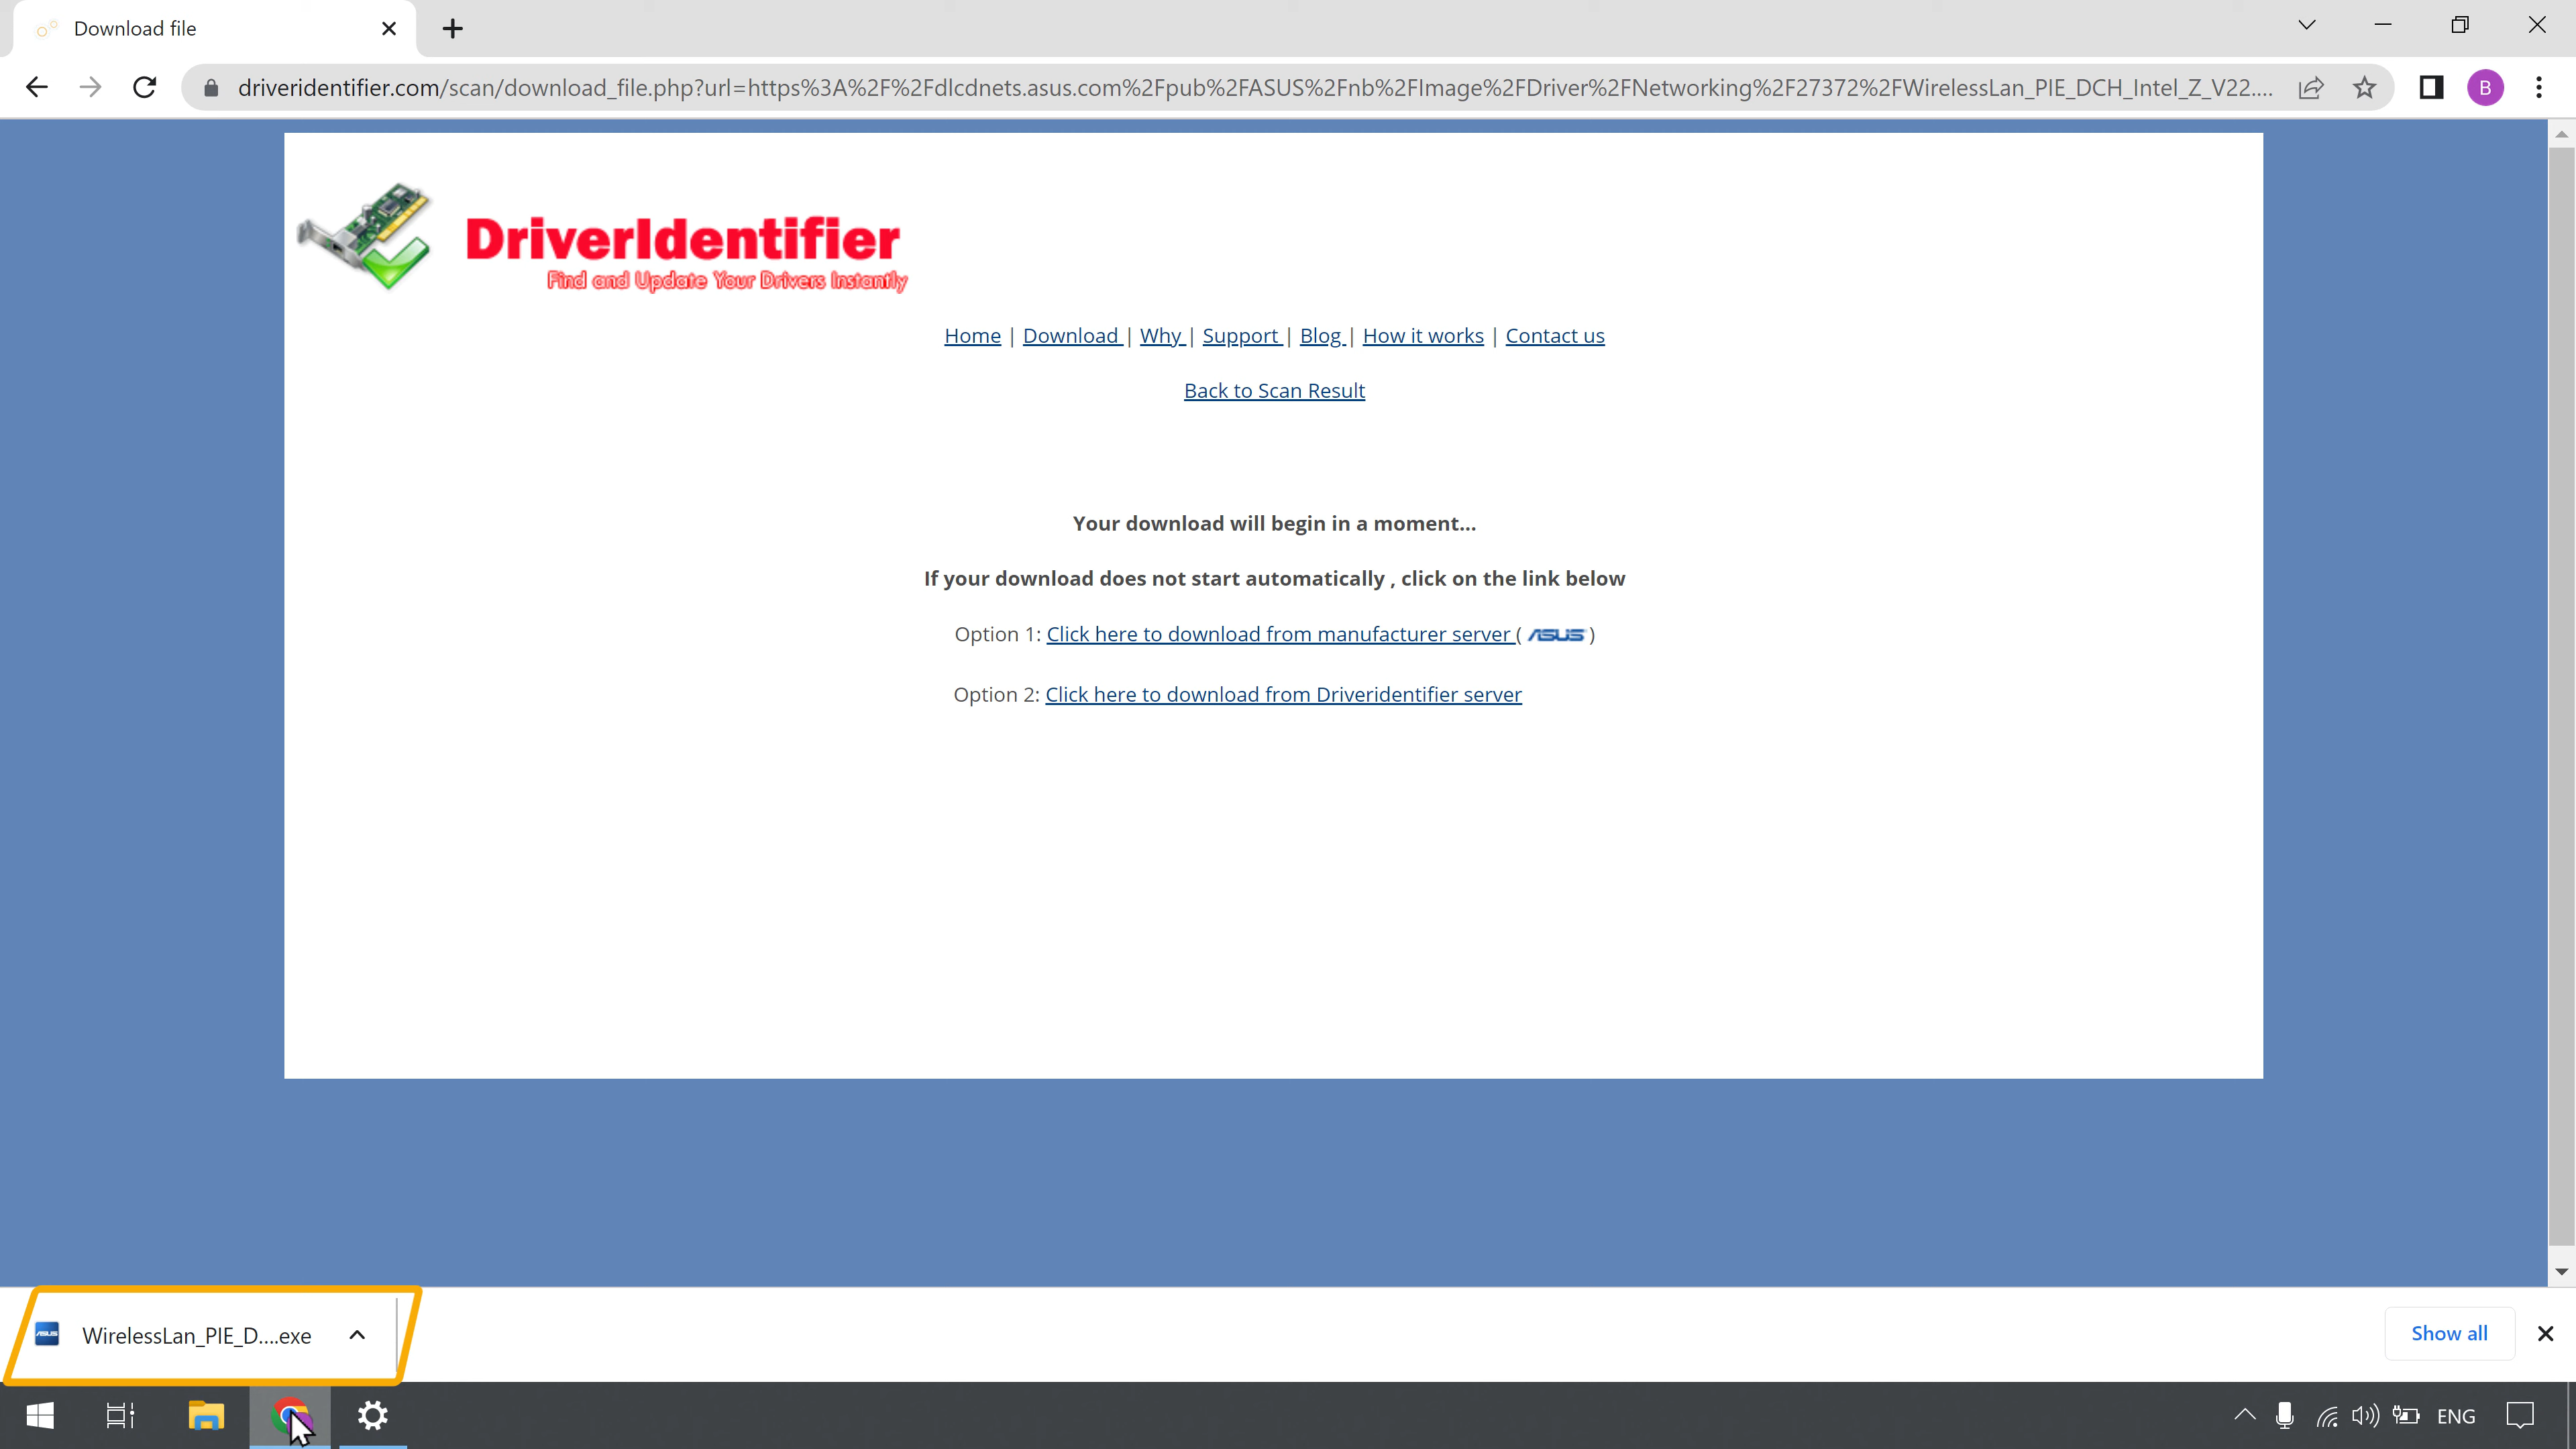 Download file
driveridentifier.com/scan/download_file.php?url=https%3A%2F%2Fdlcdnets.asus.com%2Fpub%2FASUS%2Fnb%2FImage%2FDriver%2FNetworking%2F27372%2FWirelessLan_PIE_DCH_Intel_Z_V22....
B
DriverIdentifier
Find and Update Your Drivers Instantly
Home | Download | Why | Support | Blog | How it works | Contact us
Back to Scan Result
Your download will begin in a moment...
If your download does not start automatically , click on the link below
Option 1: Click here to download from manufacturer server ( ASUS )
Option 2: Click here to download from Driveridentifier server
ASUS WirelessLan_PIE_D....exe
Show all
ENG